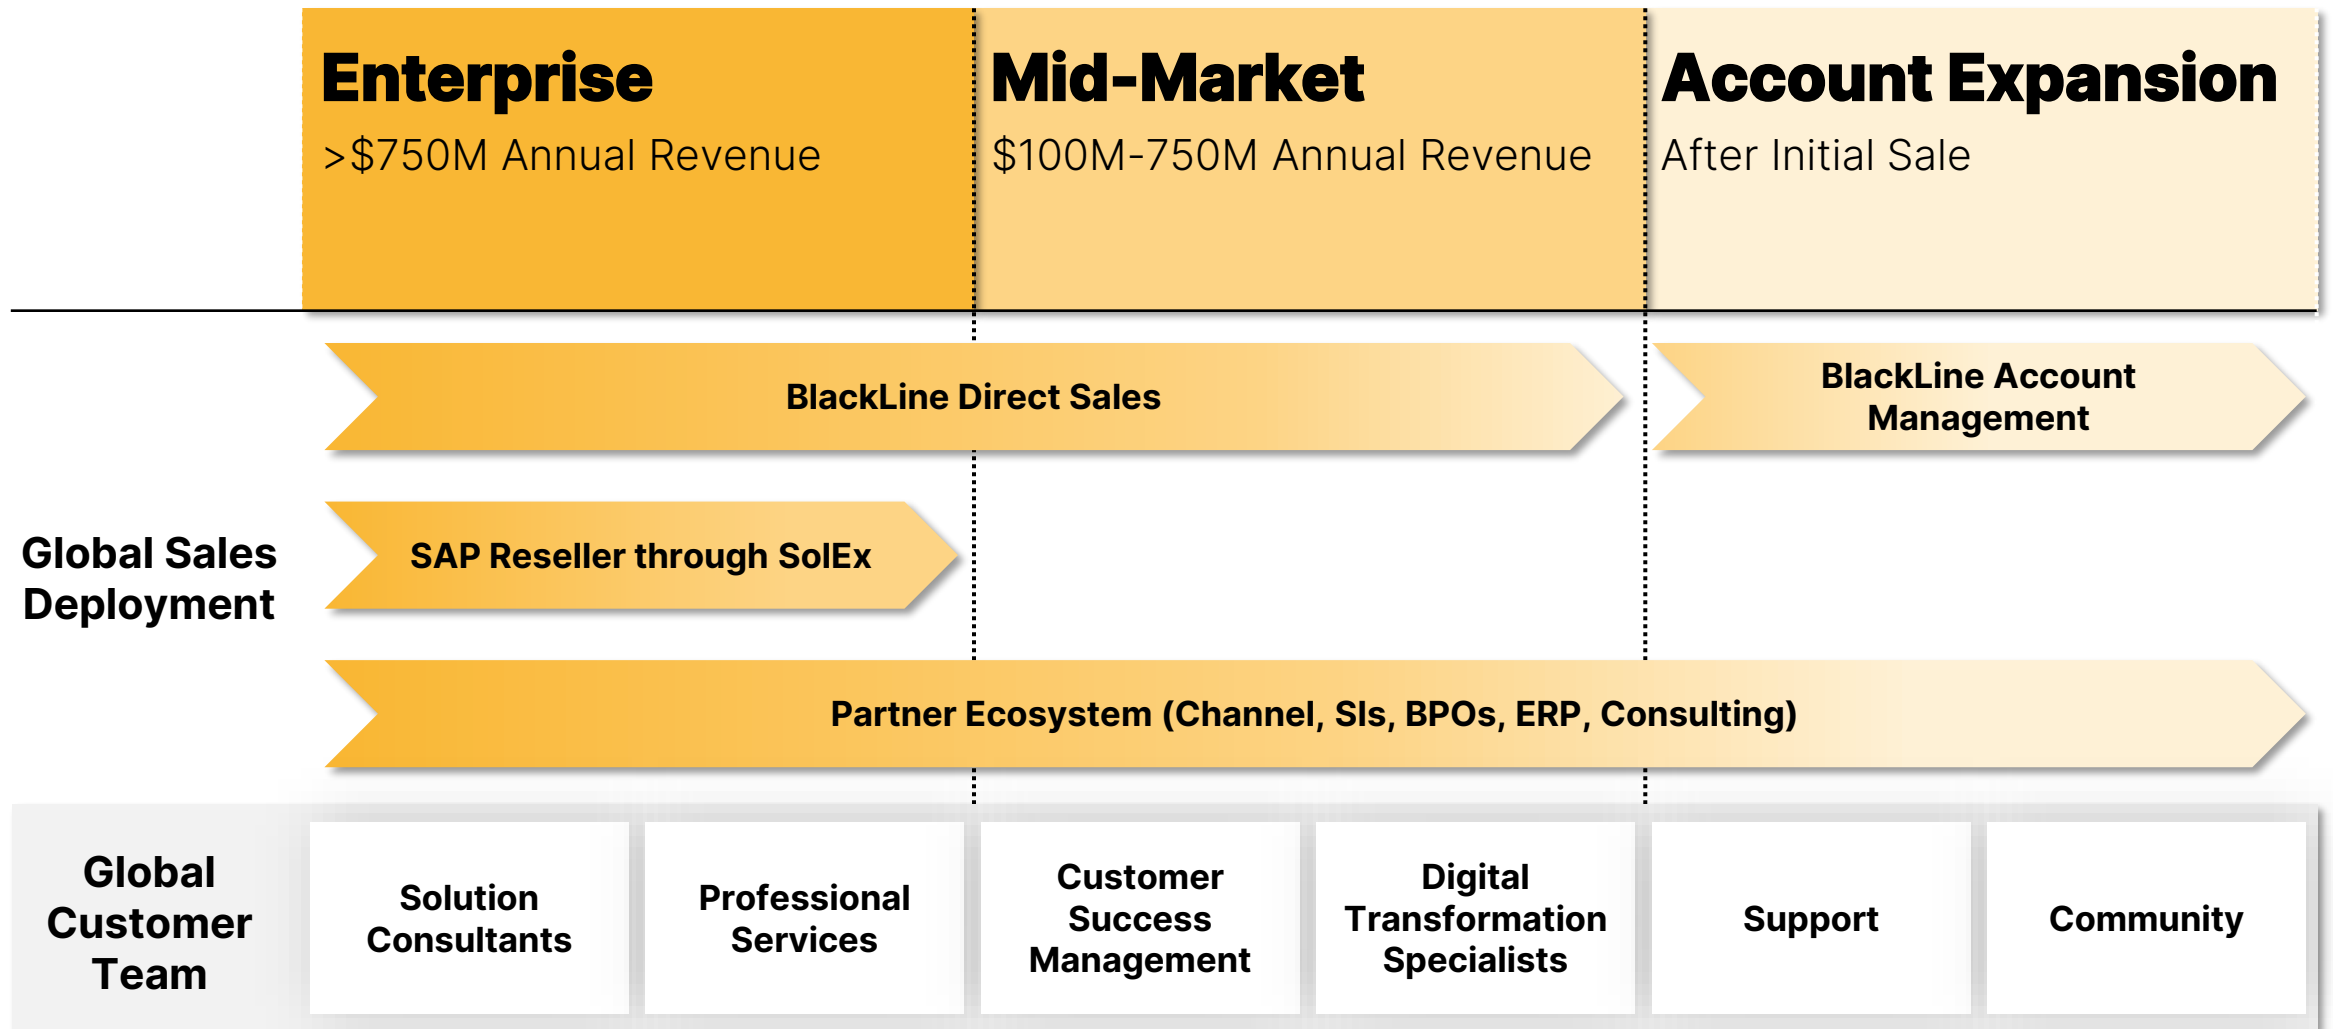 Enterprise
>$750M Annual Revenue
Mid-Market
$100M-750M Annual Revenue
Account Expansion
After Initial Sale
Global Sales
Deployment
BlackLine Direct Sales
BlackLine Account
Management
SAP Reseller through SolEx
Partner Ecosystem (Channel, SIs, BPOs, ERP, Consulting)
Global
Customer
Team
Solution
Consultants
Professional
Services
Customer
Success
Management
Digital
Transformation
Specialists
Support
Community